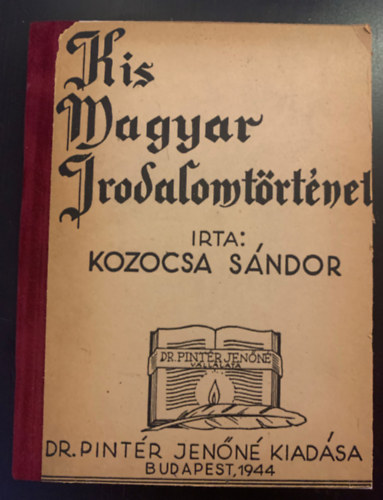 Kis
Magyar
Irodalomtörténet
IRTA:
KOZOCSA SÁNDOR
DR. PINTÉR JENŐNÉ
VÁLLALATA
DR. PINTÉR JENŐNÉ KIADÁSA
BUDAPEST, 1944